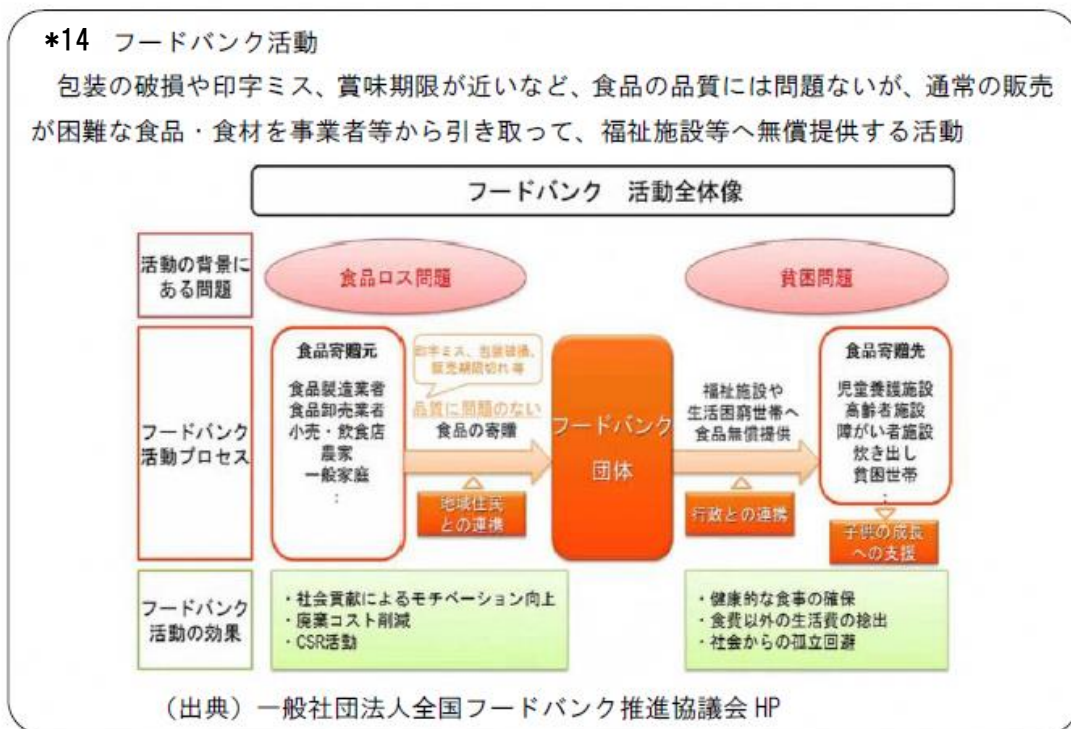 *14 フードバンク活動
包装の破損や印字ミス、賞味期限が近いなど、食品の品質には問題ないが、通常の販売
が困難な食品・食材を事業者等から引き取って、福祉施設等へ無償提供する活動
フードバンク 活動全体像
活動の背景に
ある問題
食品ロス問題
貧困問題
フードバンク
活動プロセス
食品寄贈元
食品製造業者
食品卸売業者
小売・飲食店
農家
一般家庭
:
印字ミス、包装破損、
販売期限切れ 等
品質に問題のない
食品の寄贈
地域住民
との連携
フードバンク
団体
福祉施設や
生活困窮世帯へ
食品無償提供
行政との連携
食品寄贈先
児童養護施設
高齢者施設
障がい者施設
炊き出し
貧困世帯
:
子供の成長
への支援
フードバンク
活動の効果
・社会貢献によるモチベーション向上
・廃棄コスト削減
・CSR活動
・健康的な食事の確保
・食費以外の生活費の捻出
・社会からの孤立回避
（出典）一般社団法人全国フードバンク推進協議会 HP